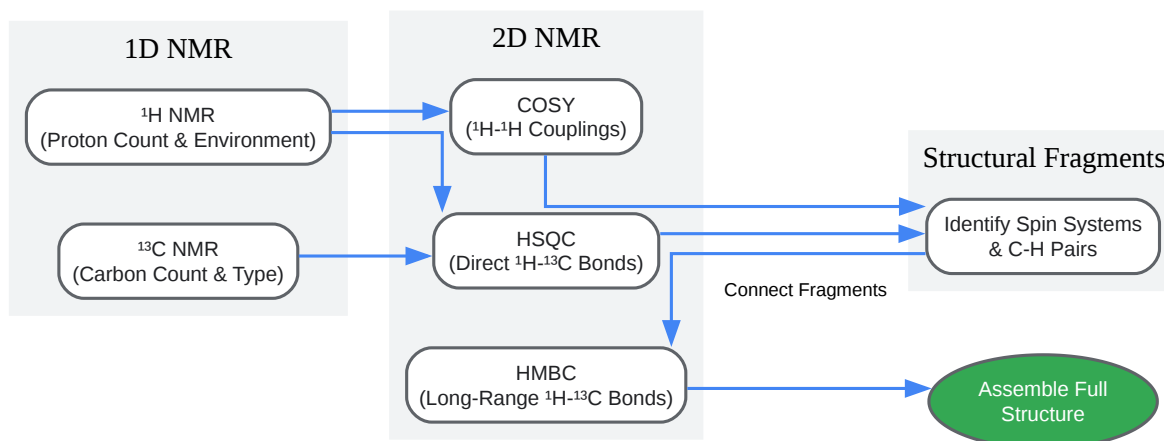 1D NMR
¹H NMR
(Proton Count & Environment)
¹³C NMR
(Carbon Count & Type)
2D NMR
COSY
(¹H-¹H Couplings)
HSQC
(Direct ¹H-¹³C Bonds)
HMBC
(Long-Range ¹H-¹³C Bonds)
Structural Fragments
Identify Spin Systems
& C-H Pairs
Connect Fragments
Assemble Full
Structure